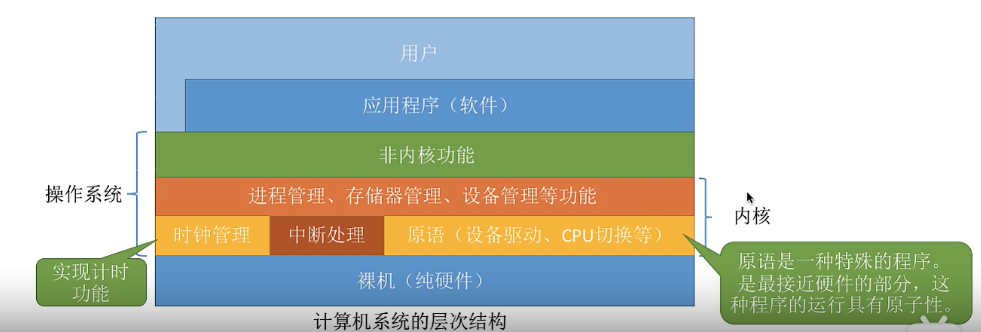 用户
应用程序（软件）
非内核功能
操作系统
进程管理、存储器管理、设备管理等功能
内核
时钟管理
中断处理
原语（设备驱动、CPU切换等）
实现计时
功能
裸机（纯硬件）
原语是一种特殊的程序。
是最接近硬件的部分，这
种程序的运行具有原子性。
计算机系统的层次结构